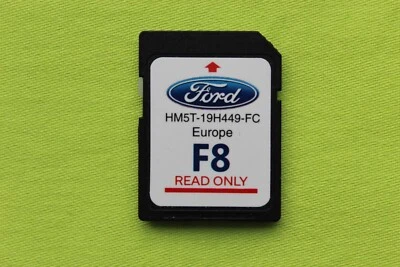 Ford
HM5T-19H449-FC
Europe
F8
READ ONLY